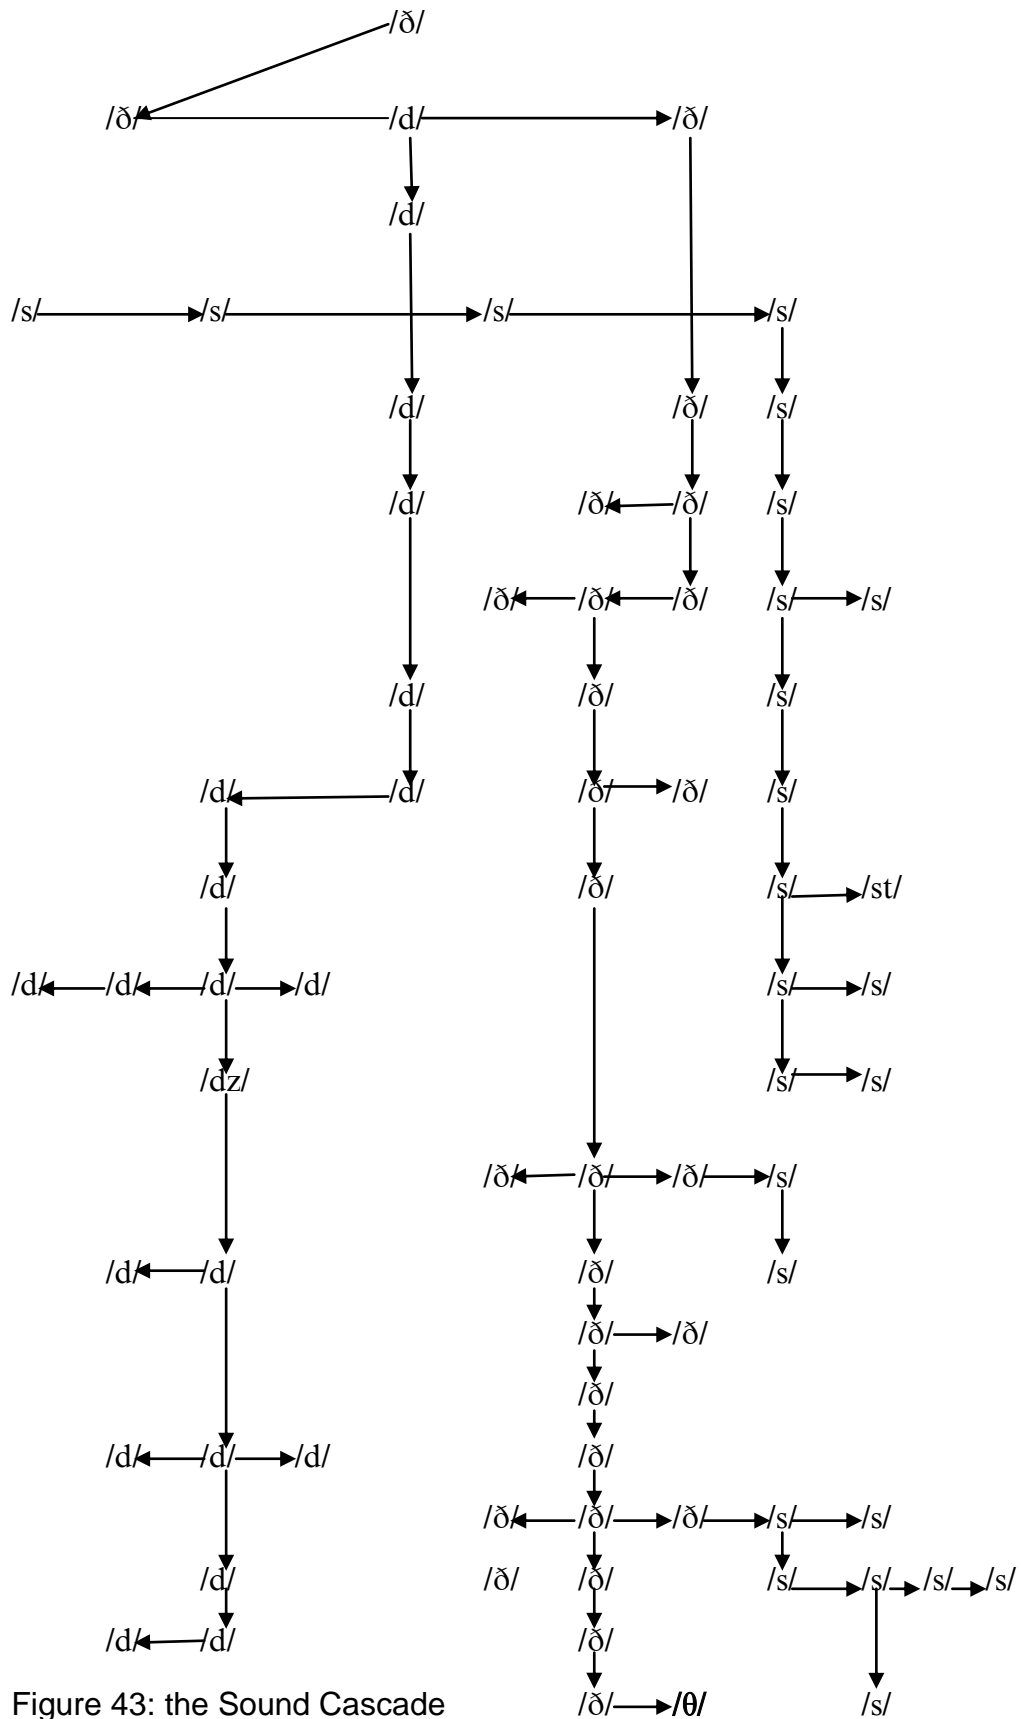 /ð/
/ð/ /d/ /ð/
/d/
/s/ /s/ /s/ /s/
/d/ /ð/ /s/
/d/ /ð/ /ð/ /s/
/ð/ /ð/ /ð/ /s/ /s/
/d/ /ð/ /s/
/d/ /d/ /ð/ /ð/ /s/
/d/ /ð/ /s/ /st/
/d/ /d/ /d/ /d/ /s/ /s/
/dz/ /s/ /s/
/ð/ /ð/ /ð/ /s/
/d/ /d/ /ð/ /s/
/ð/ /ð/
/ð/
/d/ /d/ /d/ /ð/
/ð/ /ð/ /ð/ /s/ /s/
/d/ /ð/ /ð/ /s/ /s/ /s/ /s/
/d/ /d/ /ð/
Figure 43: the Sound Cascade /ð/ /θ/ /s/